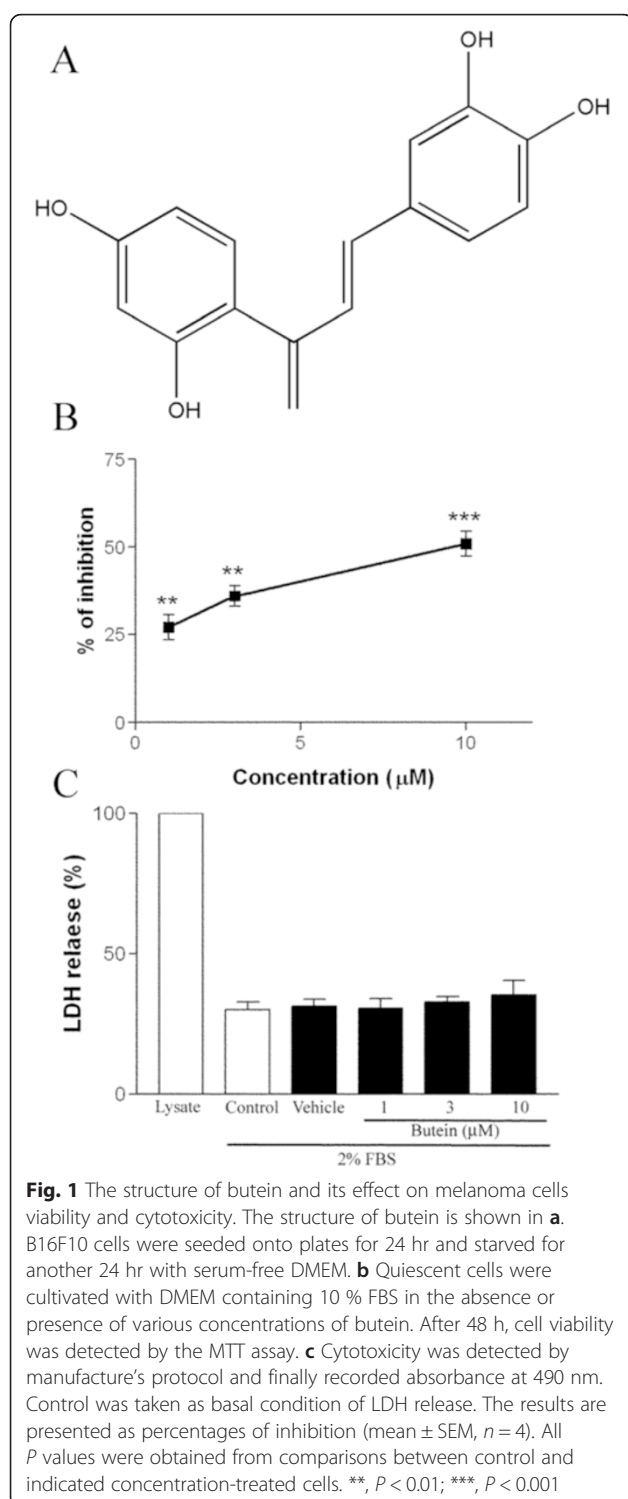 A
OH
OH
HO
OH
B
75
50
25
0
% of inhibition
**
**
***
0
5
10
Concentration (μM)
C
100
50
0
LDH relaese (%)
Lysate
Control
Vehicle
1
3
10
Butein (μM)
2% FBS
Fig. 1 The structure of butein and its effect on melanoma cells
viability and cytotoxicity. The structure of butein is shown in a.
B16F10 cells were seeded onto plates for 24 hr and starved for
another 24 hr with serum-free DMEM. b Quiescent cells were
cultivated with DMEM containing 10 % FBS in the absence or
presence of various concentrations of butein. After 48 h, cell viability
was detected by the MTT assay. c Cytotoxicity was detected by
manufacture's protocol and finally recorded absorbance at 490 nm.
Control was taken as basal condition of LDH release. The results are
presented as percentages of inhibition (mean ± SEM, n = 4). All
P values were obtained from comparisons between control and
indicated concentration-treated cells. **, P < 0.01; ***, P < 0.001